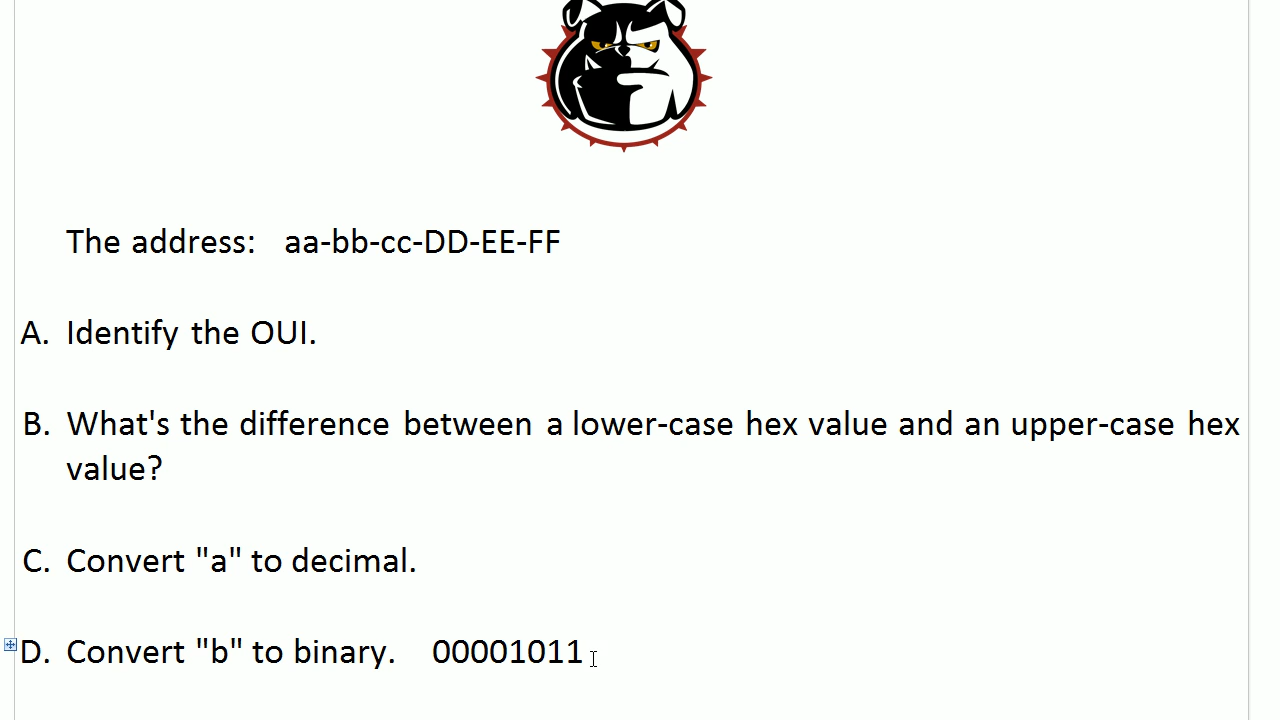 The address: aa-bb-cc-DD-EE-FF
A. Identify the OUI.
B. What's the difference between a lower-case hex value and an upper-case hex
value?
C. Convert "a" to decimal.
D. Convert "b" to binary. 00001011